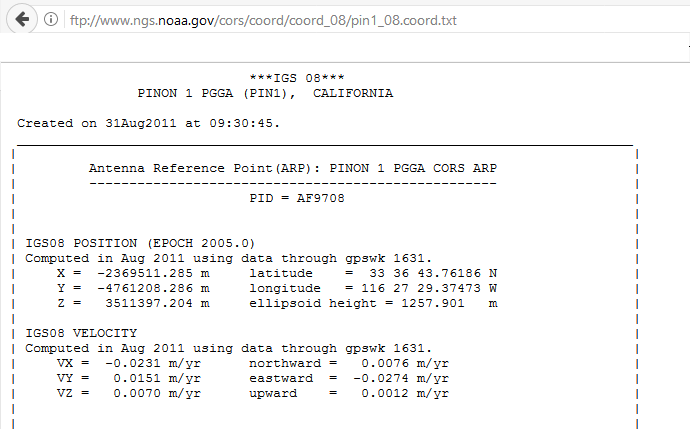 ftp://www.ngs.noaa.gov/cors/coord/coord_08/pin1_08.coord.txt
***IGS 08***
PINON 1 PGGA (PIN1), CALIFORNIA
Created on 31Aug2011 at 09:30:45.
Antenna Reference Point(ARP): PINON 1 PGGA CORS ARP
---------------------------------------------------
PID = AF9708
IGS08 POSITION (EPOCH 2005.0)
Computed in Aug 2011 using data through gpswk 1631.
X = -2369511.285 m latitude = 33 36 43.76186 N
Y = -4761208.286 m longitude = 116 27 29.37473 W
Z = 3511397.204 m ellipsoid height = 1257.901 m
IGS08 VELOCITY
Computed in Aug 2011 using data through gpswk 1631.
VX = -0.0231 m/yr northward = 0.0076 m/yr
VY = 0.0151 m/yr eastward = -0.0274 m/yr
VZ = 0.0070 m/yr upward = 0.0012 m/yr